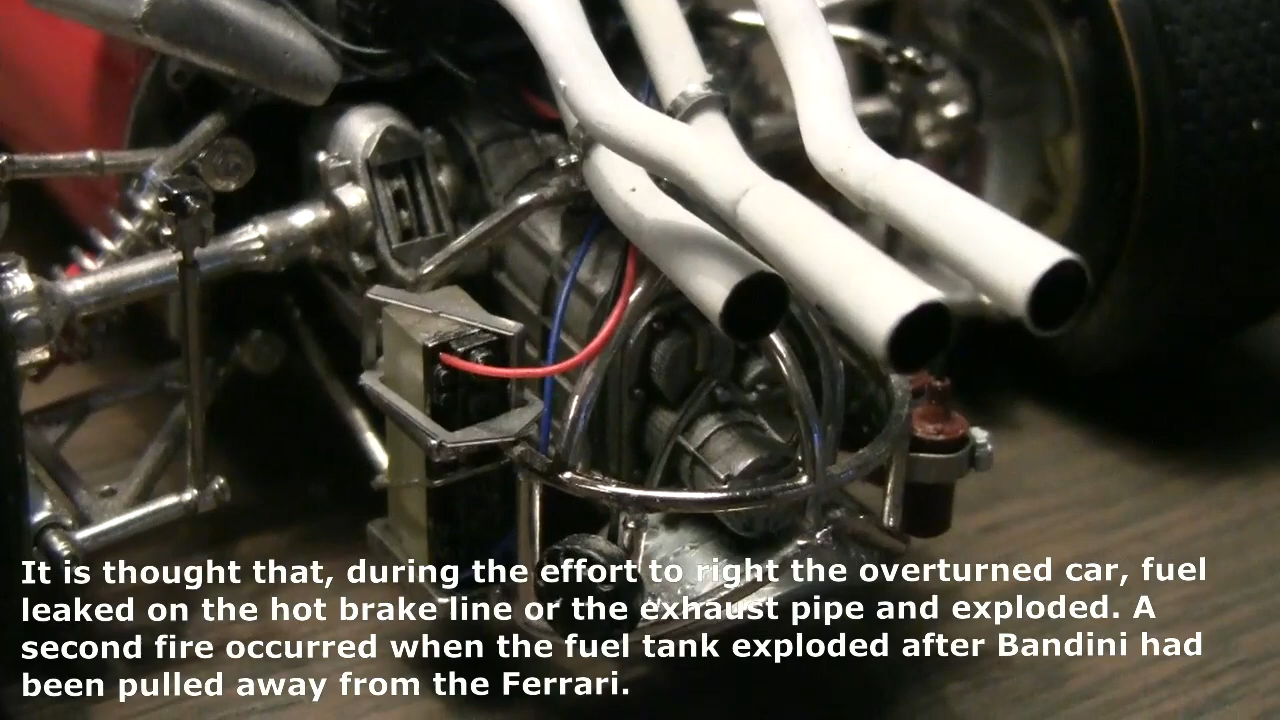 It is thought that, during the effort to right the overturned car, fuel
leaked on the hot brake line or the exhaust pipe and exploded. A
second fire occurred when the fuel tank exploded after Bandini had
been pulled away from the Ferrari.